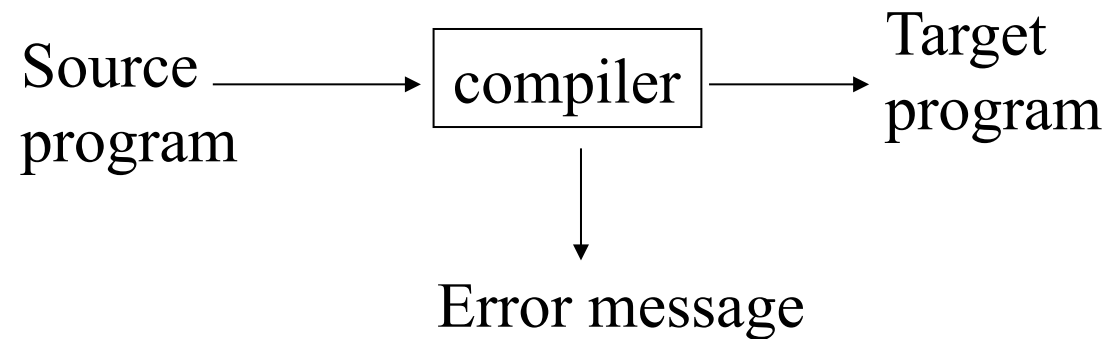 Source
program
compiler
Target
program
Error message